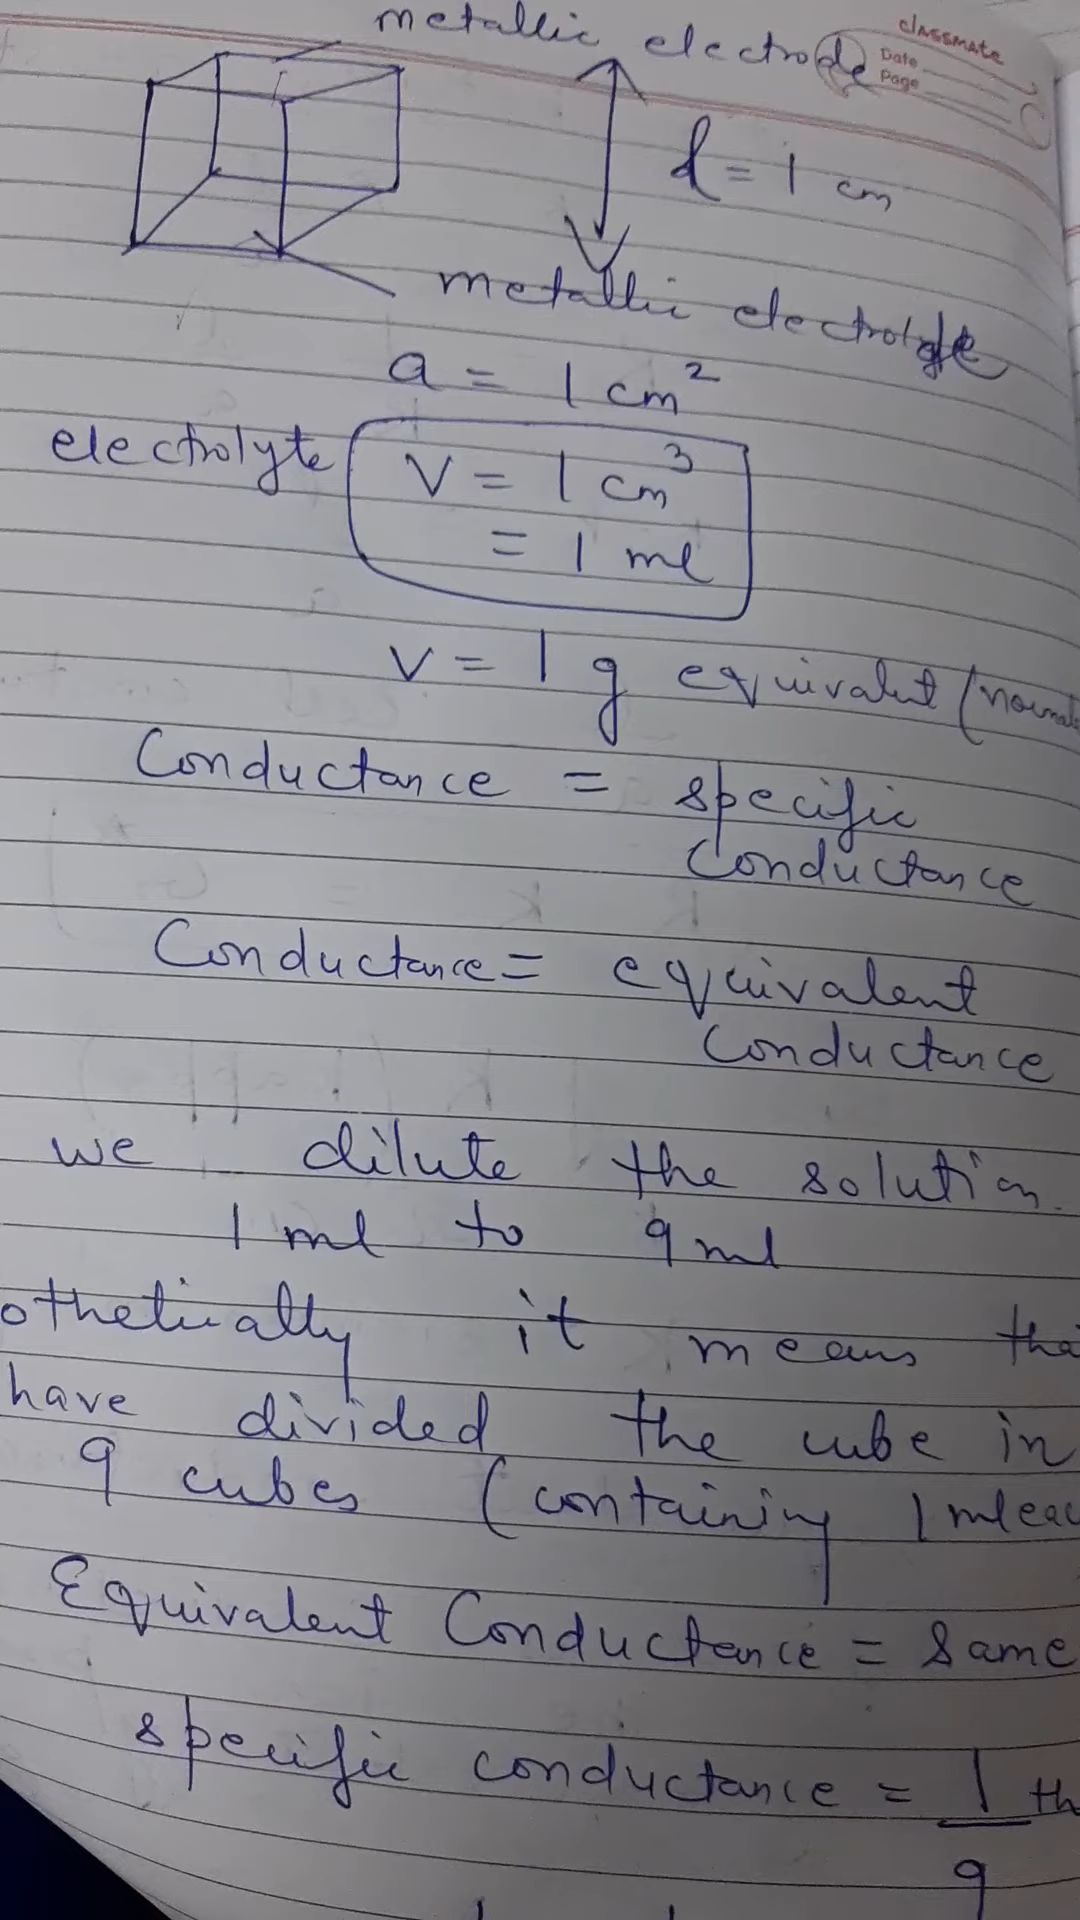 metallic electrode
classmate
Date
Page
l = 1 cm
metallic electrode
a = 1 cm²
electrolyte
V = 1 cm³
= 1 ml
V = 1 g equivalent (normal
Conductance = specific
Conductance
Conductance = equivalent
Conductance
we dilute the solution.
1 ml to 9 ml
othetically it means tha
have divided the cube in
9 cubes (containing 1 ml eac
Equivalent Conductance = same
specific conductance = 1/9 th